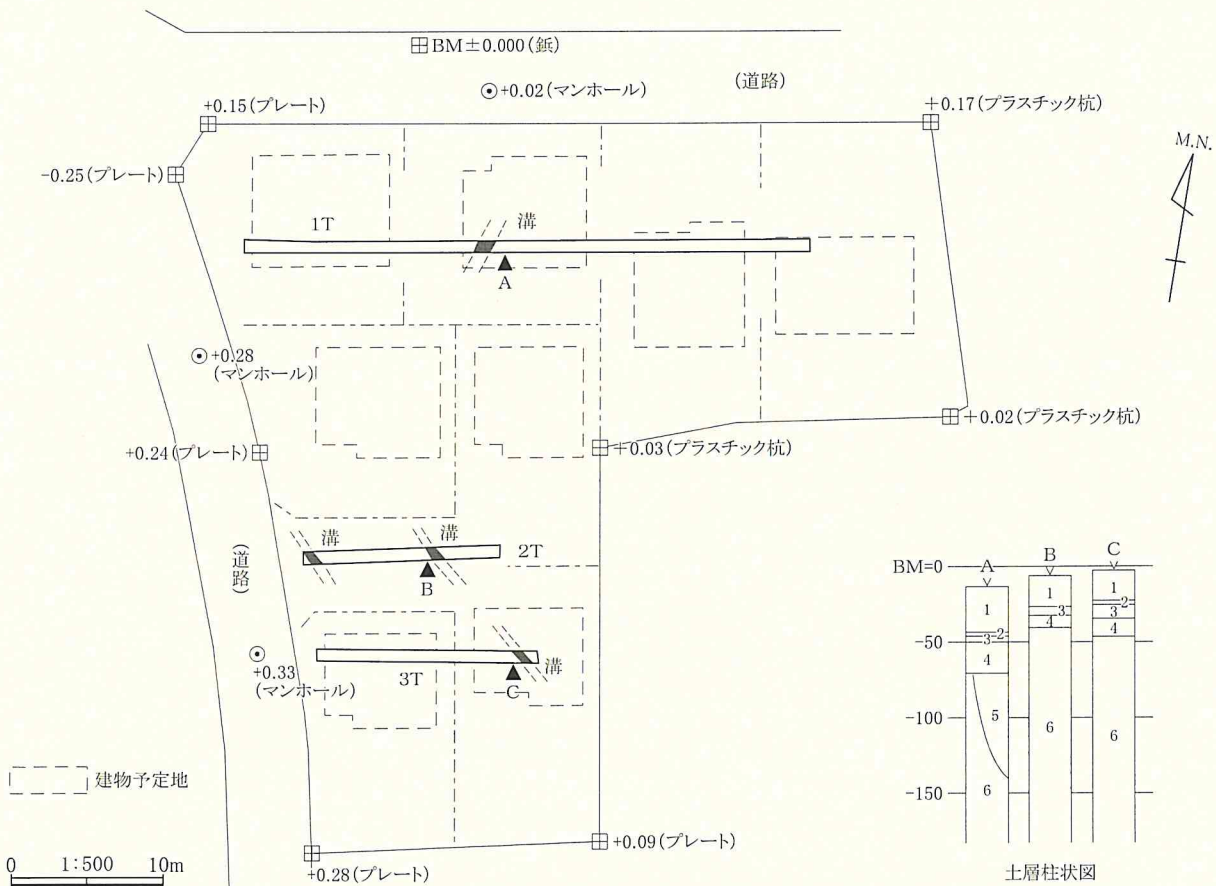 BM±0.000(鋲)
+0.02(マンホール)
(道路)
+0.15(プレート)
+0.17(プラスチック杭)
M.N.
-0.25(プレート)
1T
溝
A
+0.28
(マンホール)
+0.02(プラスチック杭)
+0.24(プレート)
+0.03(プラスチック杭)
溝
溝
2T
(道路)
B
+0.33
(マンホール)
3T
溝
C
建物予定地
0 1:500 10m
+0.28(プレート)
+0.09(プレート)
BM=0
A
B
C
1
1
1
2
3
2
3
3
2
4
4
4
-50
5
6
6
-100
-150
6
土層柱状図